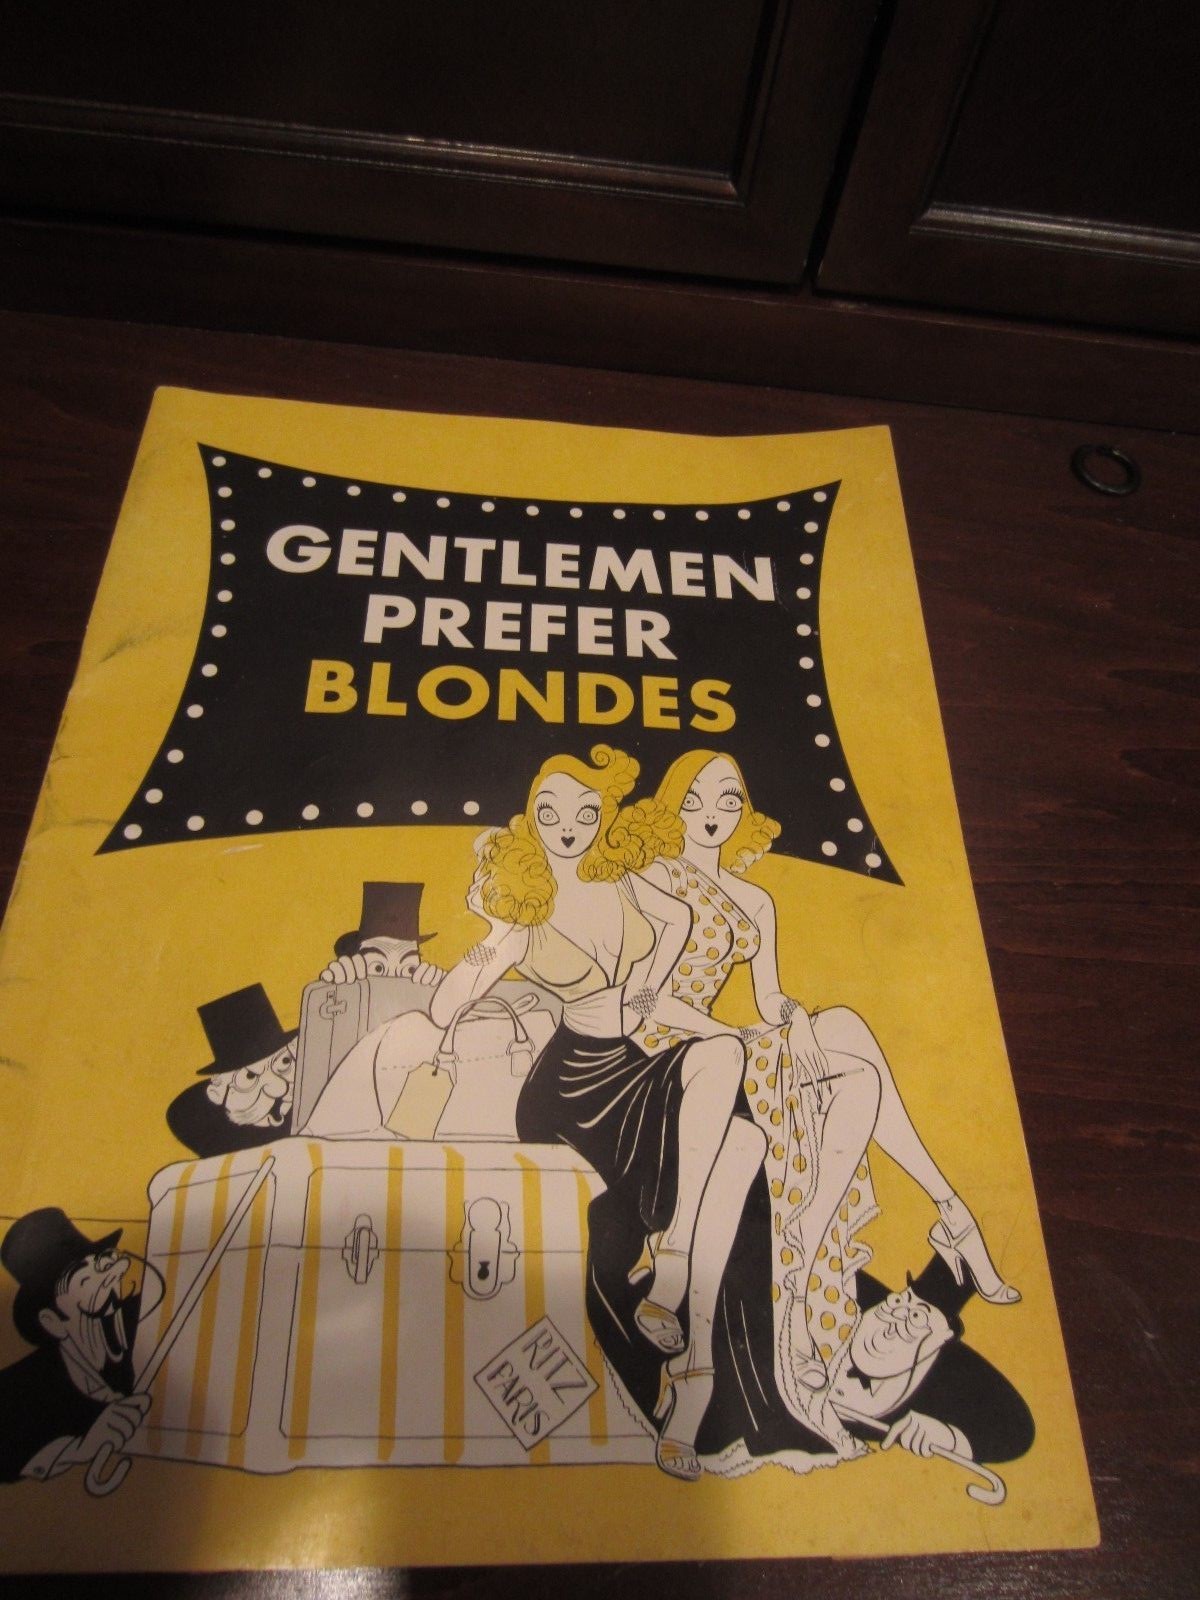 GENTLEMEN
PREFER
BLONDES
RITZ
PARIS